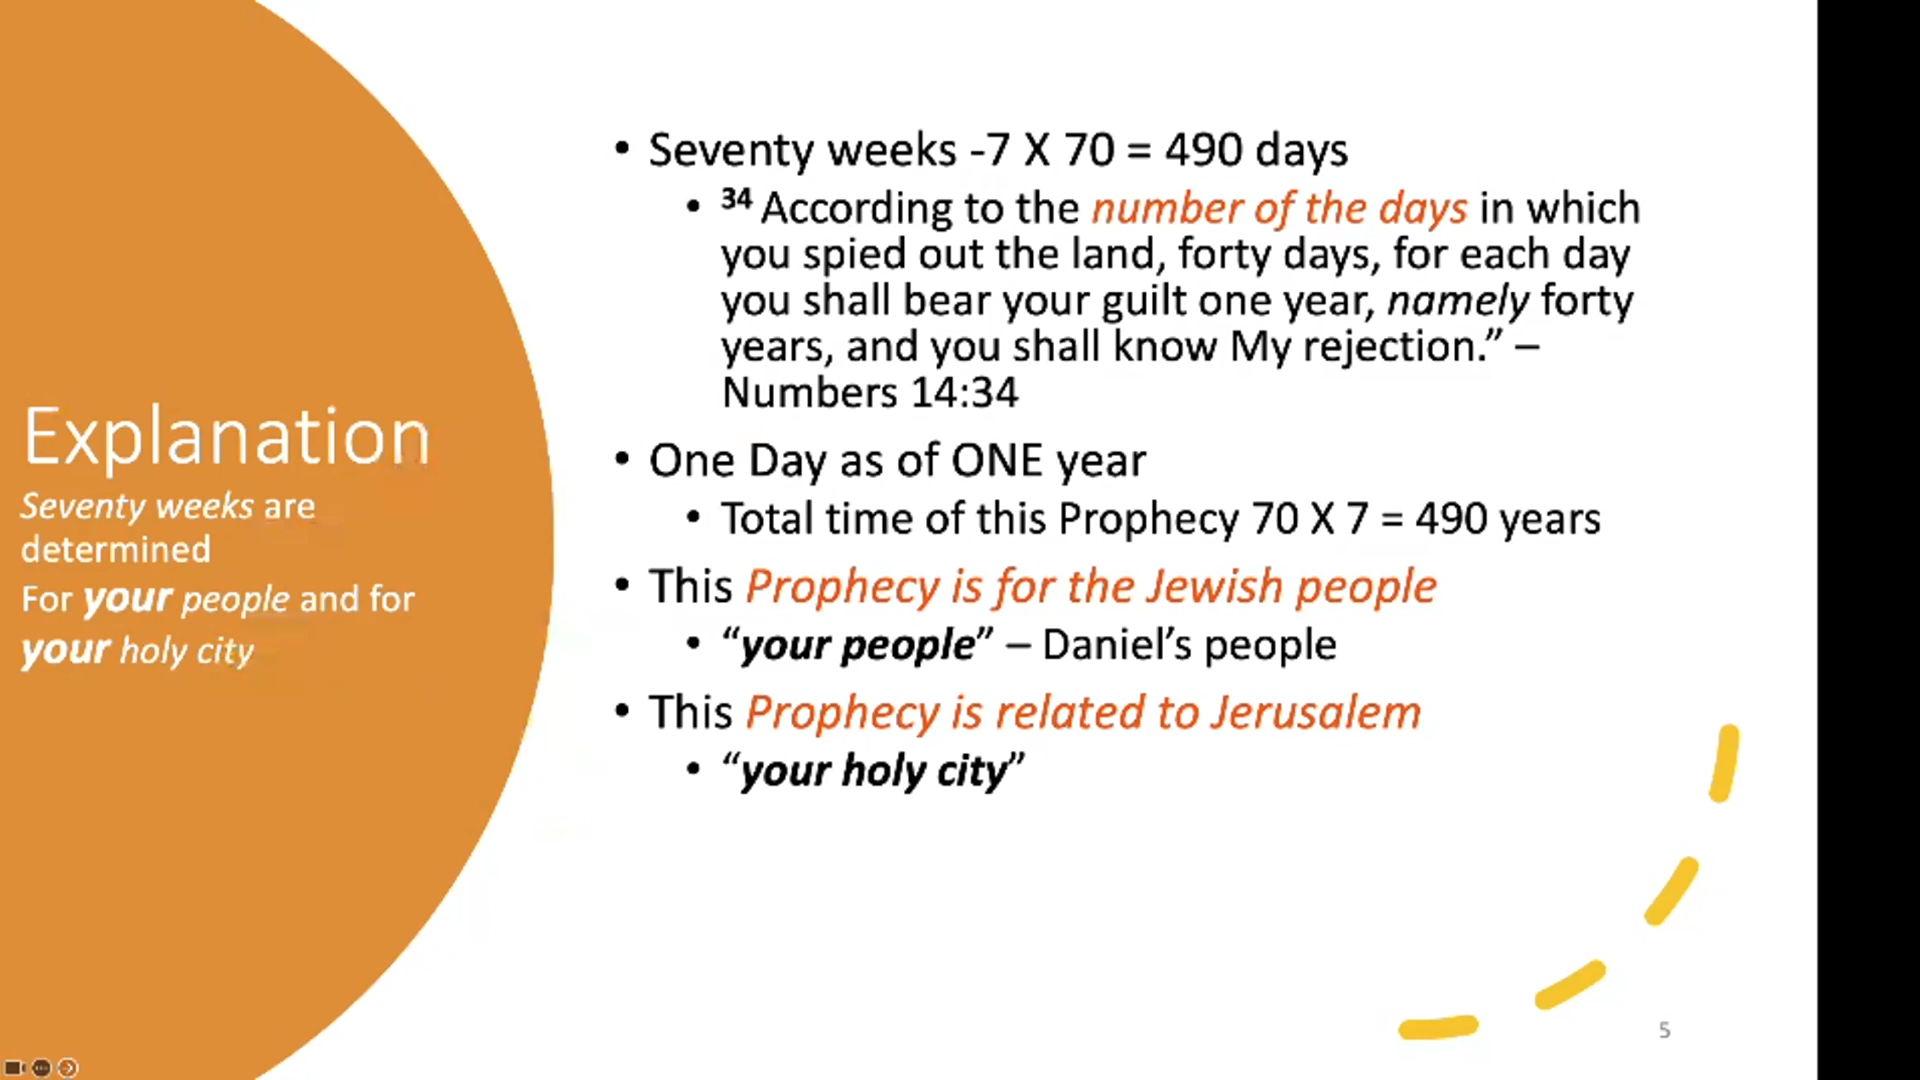 Explanation
Seventy weeks are
determined
For your people and for
your holy city
• Seventy weeks -7 X 70 = 490 days
• 34 According to the number of the days in which
you spied out the land, forty days, for each day
you shall bear your guilt one year, namely forty
years, and you shall know My rejection.” –
Numbers 14:34
• One Day as of ONE year
• Total time of this Prophecy 70 X 7 = 490 years
• This Prophecy is for the Jewish people
• “your people” – Daniel’s people
• This Prophecy is related to Jerusalem
• “your holy city”
5